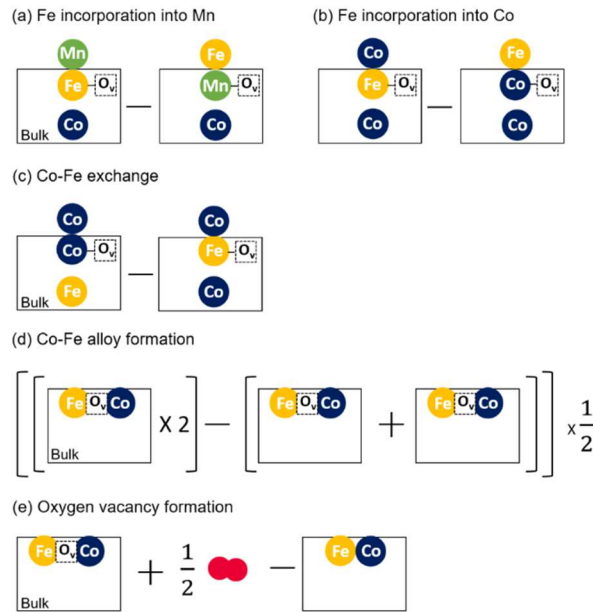 (a) Fe incorporation into Mn
(b) Fe incorporation into Co
Mn
Fe
Co
Co
Fe
Fe Ov
Mn Ov
Fe Ov
Co Ov
Bulk
Co
Co
Co
Co
(c) Co-Fe exchange
Co
Co
Co Ov
Fe Ov
Bulk
Fe
Co
(d) Co-Fe alloy formation
[[ Fe Ov Co X 2 ] − [ Fe Ov Co + Fe Ov Co ]] x 1/2
Bulk
(e) Oxygen vacancy formation
Fe Ov Co + 1/2 − Fe Co
Bulk